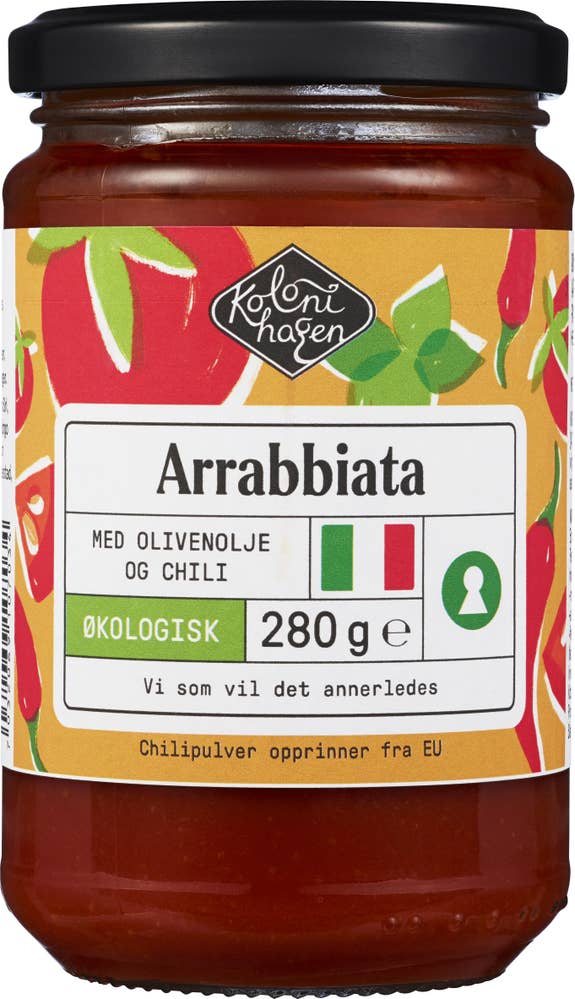 Koloni
hagen
Arrabbiata
MED OLIVENOLJE
OG CHILI
ØKOLOGISK
280 g e
Vi som vil det annerledes
Chilipulver opprinner fra EU